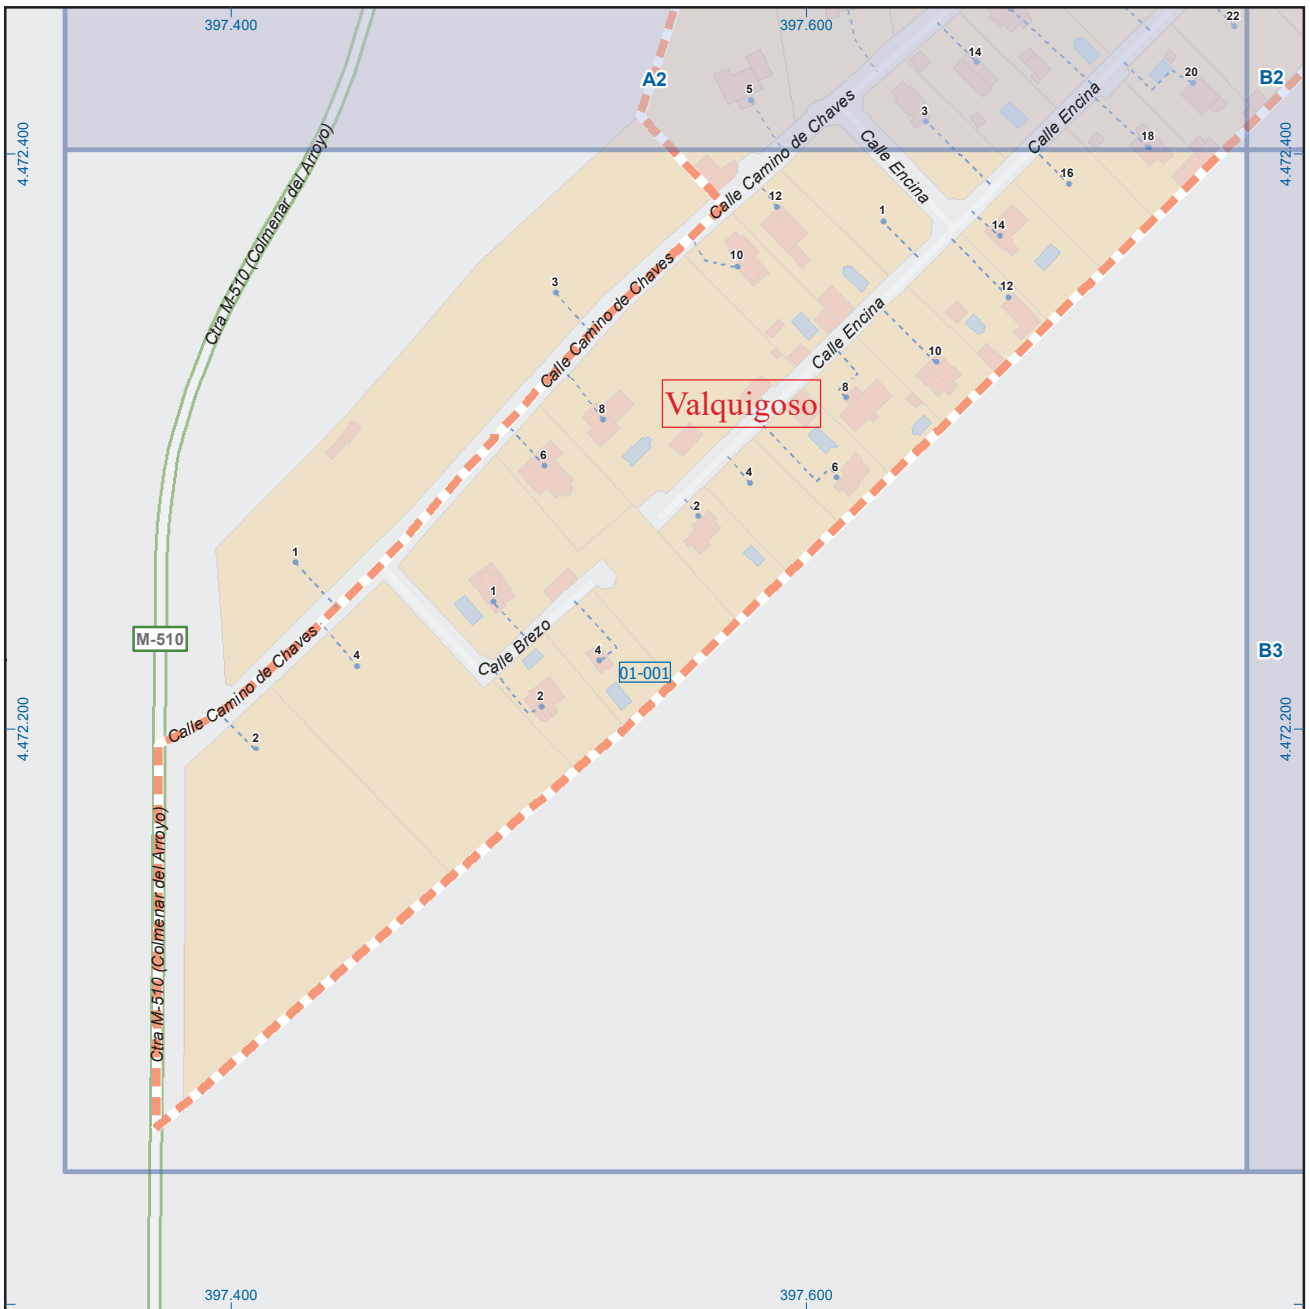 397.400
397.600
22
A2
14
20
B2
5
3
Calle Encina
Calle Camino de Chaves
18
4.472.400
4.472.400
Ctra M-510 (Colmenar del Arroyo)
Calle Encina
16
12
1
14
10
Calle Camino de Chaves
3
12
Calle Encina
10
8
Valquigoso
8
6
6
4
2
1
1
M-510
Calle Brezo
4
4
B3
01-001
Calle Camino de Chaves
2
2
4.472.200
4.472.200
Ctra M-510 (Colmenar del Arroyo)
397.400
397.600